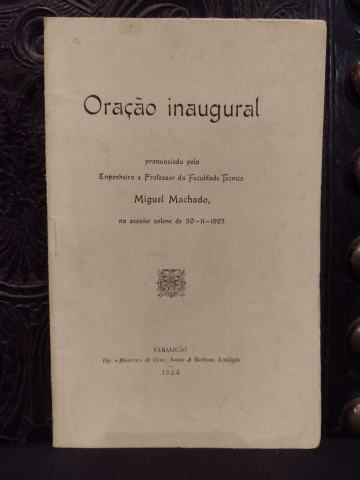 Oração inaugural
pronunciada pelo
Engenheiro e Professor da Faculdade Técnica
Miguel Machado,
na sessão solene de 30-11-1923
FAMALICÃO
Tip. «Minerva» de Cruz, Sousa & Barbosa, Limitada
1924